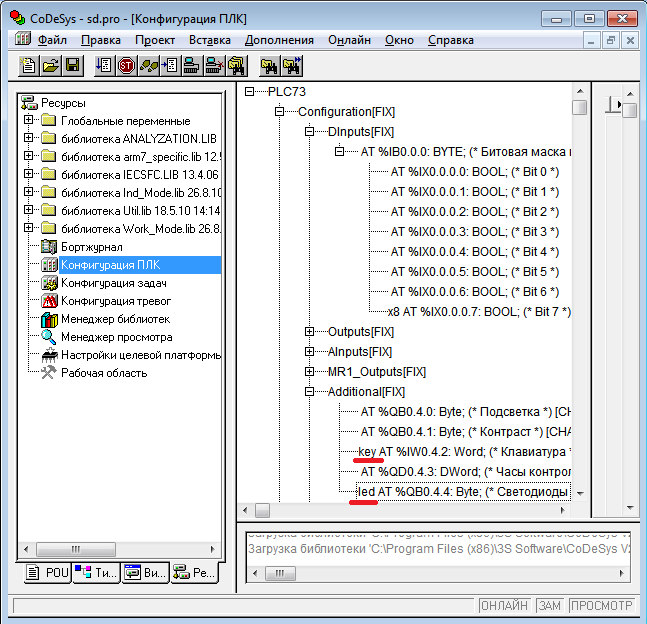 CoDeSys - sd.pro - [Конфигурация ПЛК]
Файл Правка Проект Вставка Дополнения Онлайн Окно Справка
Ресурсы
Глобальные переменные
библиотека ANALYZATION.LIB
библиотека arm7_specific.lib 12.5
библиотека IECSFC.LIB 13.4.06
библиотека Ind_Mode.lib 26.8.10
библиотека Util.lib 18.5.10 14:14
библиотека Work_Mode.lib 26.8.
Бортжурнал
Конфигурация ПЛК
Конфигурация задач
Конфигурация тревог
Менеджер библиотек
Менеджер просмотра
Настройки целевой платформы
Рабочая область
POU Ти... Ви... Ре...
PLC73
Configuration[FIX]
DInputs[FIX]
AT %IB0.0: BYTE; (* Битовая маска
AT %IX0.0.0.0: BOOL; (* Bit 0 *)
AT %IX0.0.0.1: BOOL; (* Bit 1 *)
AT %IX0.0.0.2: BOOL; (* Bit 2 *)
AT %IX0.0.0.3: BOOL; (* Bit 3 *)
AT %IX0.0.0.4: BOOL; (* Bit 4 *)
AT %IX0.0.0.5: BOOL; (* Bit 5 *)
AT %IX0.0.0.6: BOOL; (* Bit 6 *)
x8 AT %IX0.0.0.7: BOOL; (* Bit 7 *)
Outputs[FIX]
AInputs[FIX]
MR1_Outputs[FIX]
Additional[FIX]
AT %QB0.4.0: Byte; (* Подсветка *) [CHA
AT %QB0.4.1: Byte; (* Контраст *) [CHA
key AT %IW0.4.2: Word; (* Клавиатура *
AT %QD0.4.3: DWord; (* Часы контрол
led AT %QB0.4.4: Byte; (* Светодиоды
Загрузка библиотеки 'C:\Program Files (x86)\3S Software\CoDeSys V2
Загрузка библиотеки 'C:\Program Files (x86)\3S Software\CoDeSys V2
ОНЛАЙН ЗАМ ПРОСМОТР